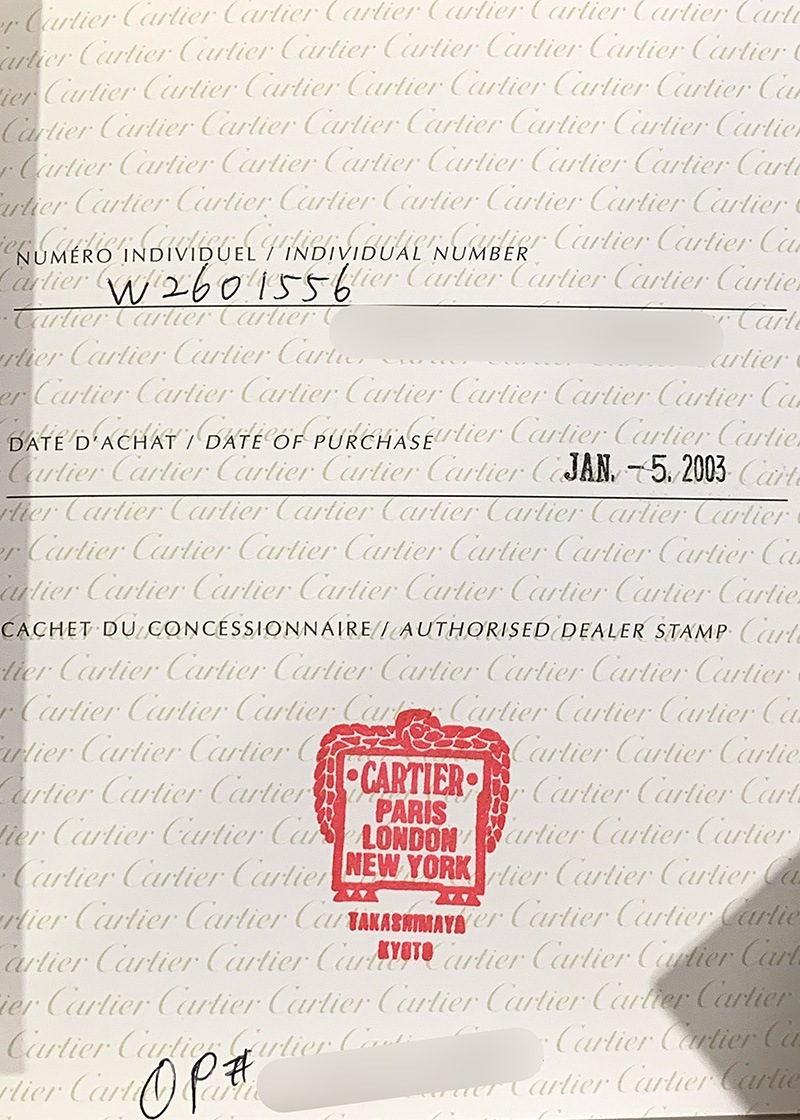 NUMÉRO INDIVIDUEL / INDIVIDUAL NUMBER
W2601556
DATE D'ACHAT / DATE OF PURCHASE
JAN. -5. 2003
CACHET DU CONCESSIONNAIRE / AUTHORISED DEALER STAMP
• CARTIER •
PARIS
LONDON
NEW YORK
TAKASHIMAYA
KYOTO
OP#